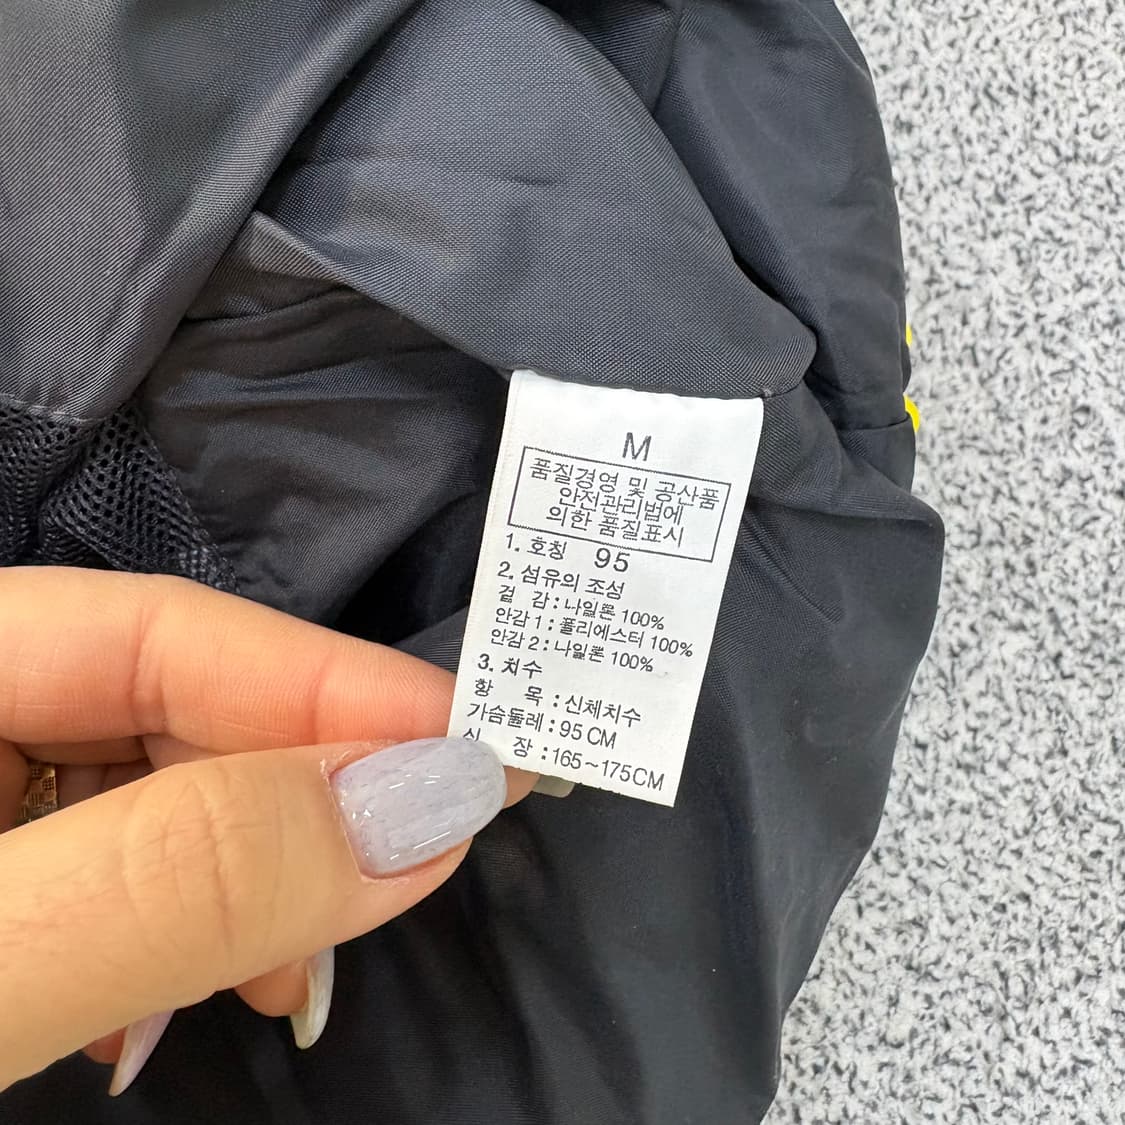 M
품질경영 및 공산품
안전관리법에
의한 품질표시
1. 호칭 95
2. 섬유의 조성
겉 감 : 나일론 100%
안감 1 : 폴리에스터 100%
안감 2 : 나일론 100%
3. 치수
항 목 : 신체치수
가슴둘레 : 95 CM
신 장 : 165~175CM